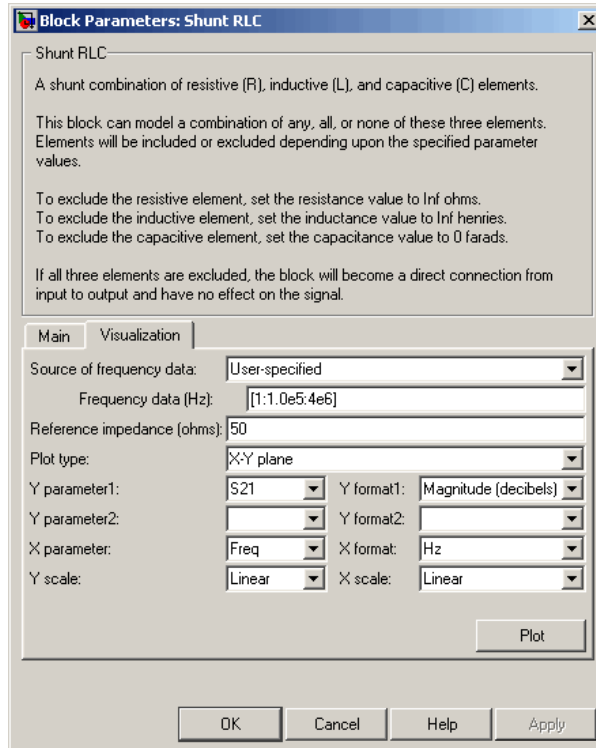 Block Parameters: Shunt RLC
Shunt RLC
A shunt combination of resistive (R), inductive (L), and capacitive (C) elements.
This block can model a combination of any, all, or none of these three elements.
Elements will be included or excluded depending upon the specified parameter
values.
To exclude the resistive element, set the resistance value to Inf ohms.
To exclude the inductive element, set the inductance value to Inf henries.
To exclude the capacitive element, set the capacitance value to 0 farads.
If all three elements are excluded, the block will become a direct connection from
input to output and have no effect on the signal.
Main Visualization
Source of frequency data: User-specified
Frequency data (Hz): [1:1.0e5:4e6]
Reference impedance (ohms): 50
Plot type: X-Y plane
Y parameter1: S21 Y format1: Magnitude (decibels)
Y parameter2: Y format2:
X parameter: Freq X format: Hz
Y scale: Linear X scale: Linear
Plot
OK Cancel Help Apply